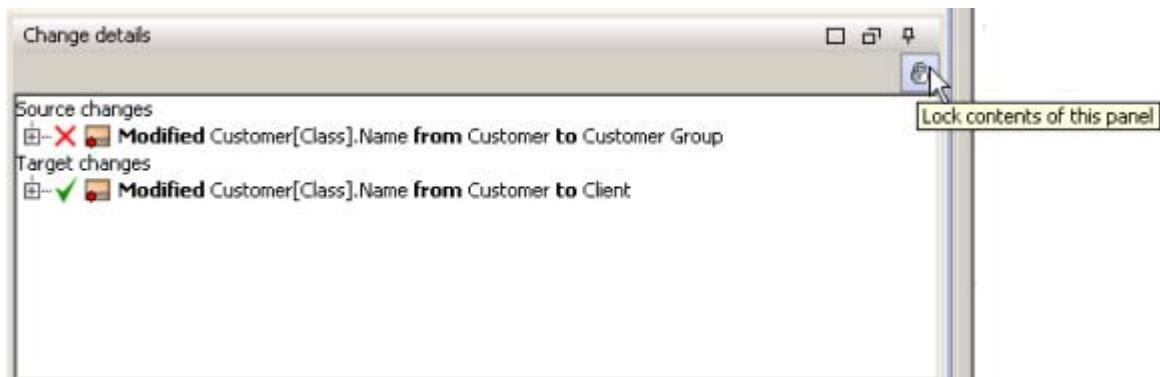 Change details
Lock contents of this panel
Source changes
Modified Customer[Class].Name from Customer to Customer Group
Target changes
Modified Customer[Class].Name from Customer to Client